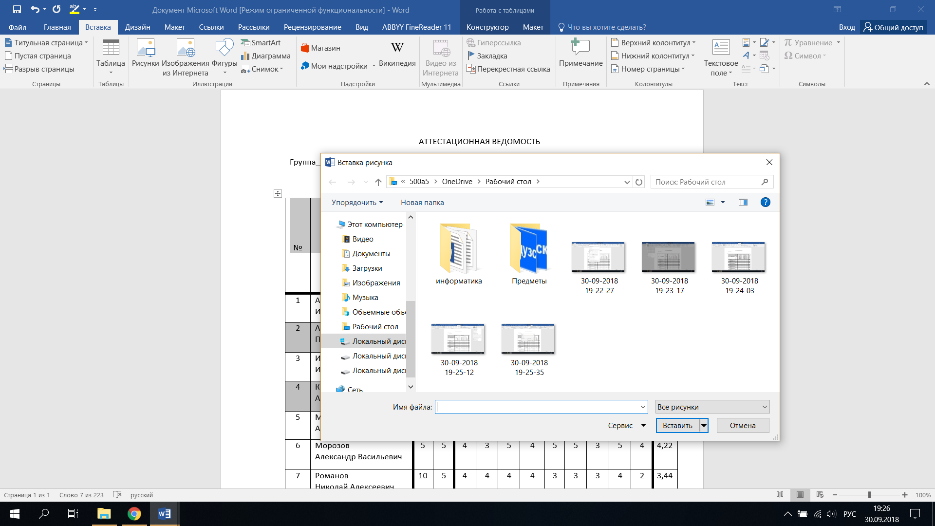 Документ Microsoft Word [Режим ограниченной функциональности] - Word
Работа с таблицами
Файл Главная Вставка Дизайн Макет Ссылки Рассылки Рецензирование Вид ABBYY FineReader 11 Конструктор Макет Что вы хотите сделать? Вход Общий доступ
Титульная страница
Пустая страница
Разрыв страницы
Страницы
Таблица
Таблицы
Рисунки
Изображения из Интернета
Фигуры
SmartArt
Диаграмма
Снимок
Иллюстрации
Магазин
Мои надстройки
W
Википедия
Надстройки
Видео из Интернета
Мультимедиа
Гиперссылка
Закладка
Перекрестная ссылка
Ссылки
Примечание
Примечания
Верхний колонтитул
Нижний колонтитул
Номер страницы
Колонтитулы
Текстовое поле
Текст
Уравнение
Символ
Символы
АТТЕСТАЦИОННАЯ ВЕДОМОСТЬ
Группа_
Вставка рисунка
« 500a5 > OneDrive > Рабочий стол >
Поиск: Рабочий стол
Упорядочить
Новая папка
Этот компьютер
Видео
Документы
Загрузки
Изображения
Музыка
Объемные объ
Рабочий стол
Локальный дис
Локальный дис
Локальный дис
Сеть
информатика
Предметы
30-09-2018 19-22-27
30-09-2018 19-23-17
30-09-2018 19-24-03
30-09-2018 19-25-12
30-09-2018 19-25-35
Имя файла:
Все рисунки
Сервис
Вставить
Отмена
№
1
2
3
4
5
6 Морозов Александр Васильевич 5 5 4 3 5 4 5 5 3 5 4 4,22
7 Романов Николай Алексеевич 10 5 4 4 4 4 3 3 3 4 2 3,44
Страница 1 из 1 Слово 7 из 223 русский
100%
РУС
19:26
30.09.2018